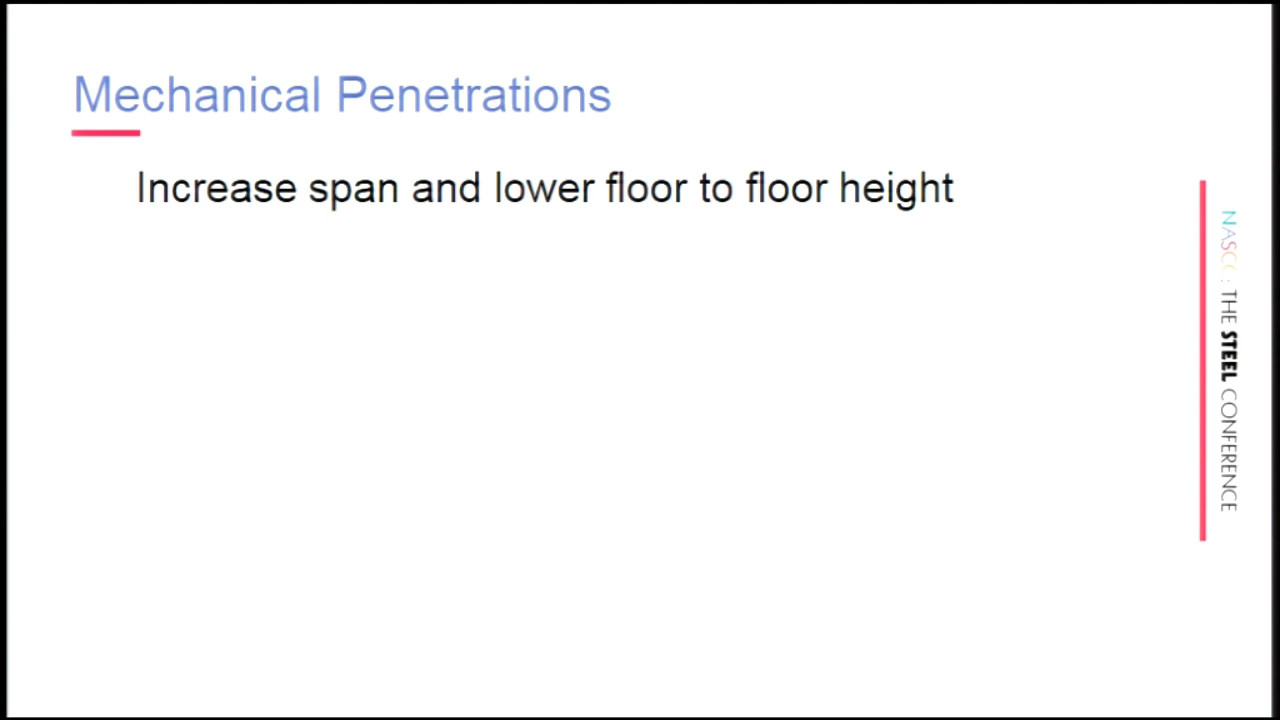 Mechanical Penetrations
Increase span and lower floor to floor height
NASCC : THE STEEL CONFERENCE